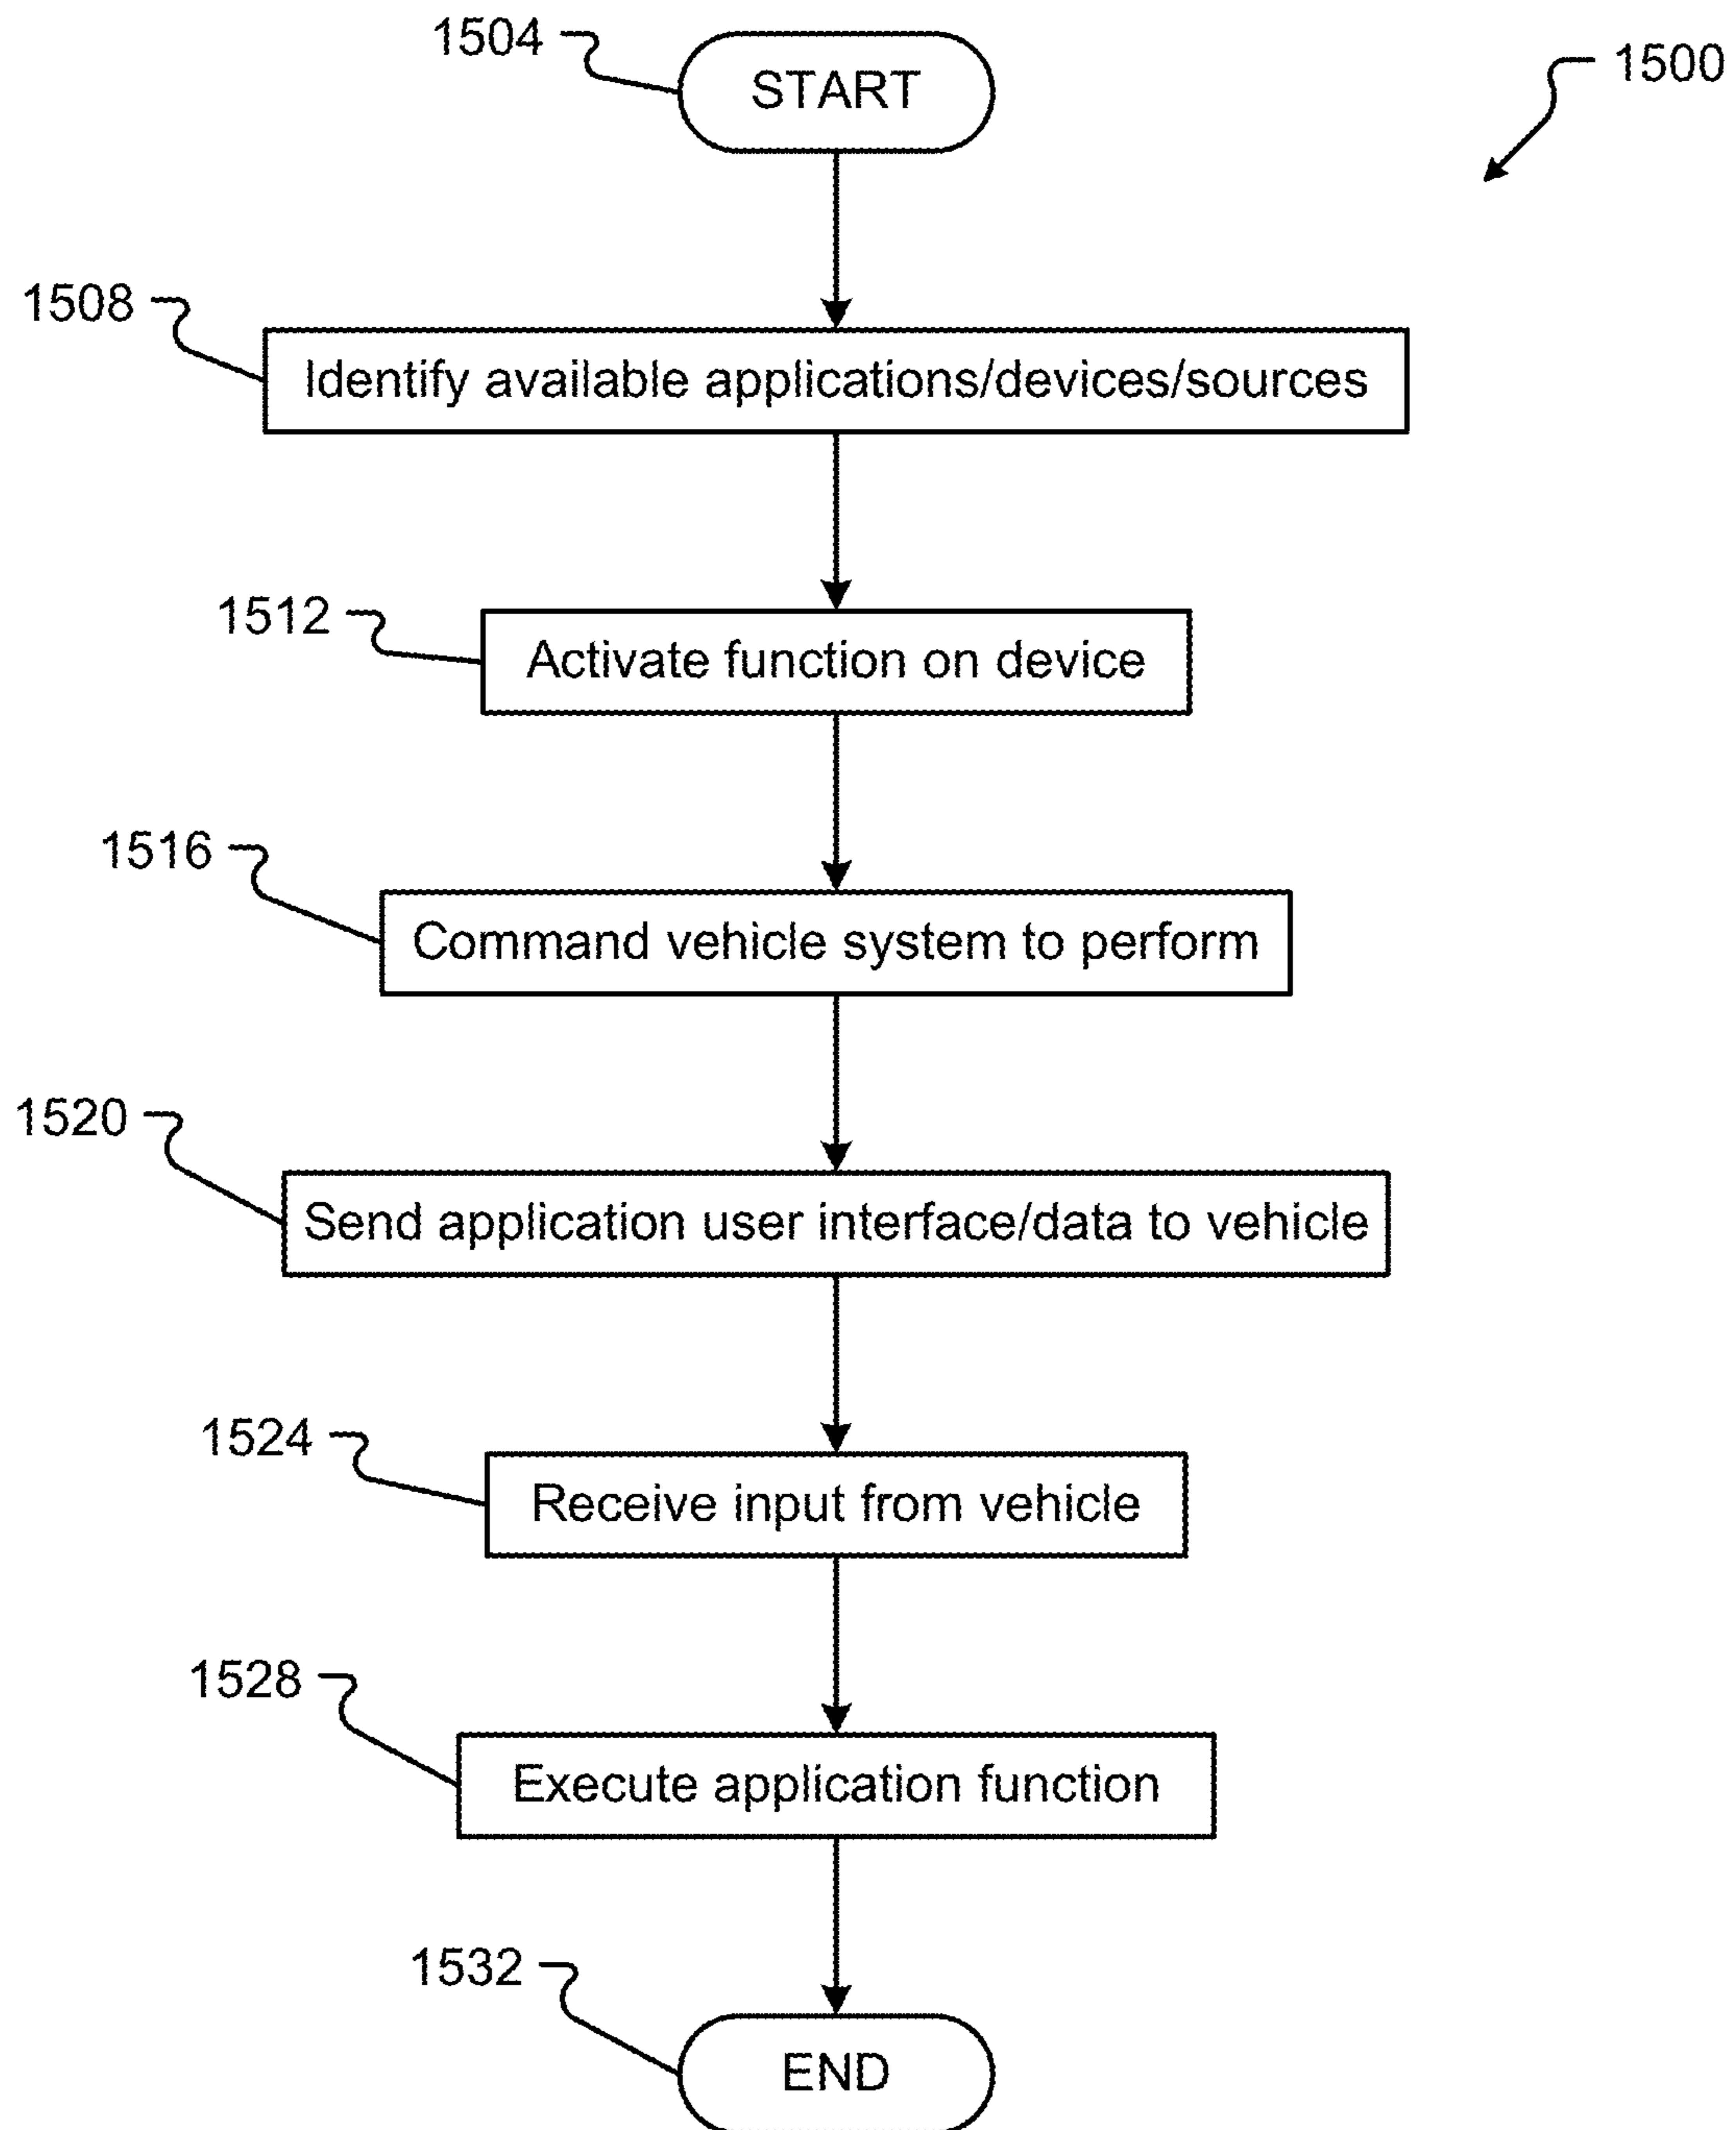 1504
START
1500
1508
Identify available applications/devices/sources
1512
Activate function on device
1516
Command vehicle system to perform
1520
Send application user interface/data to vehicle
1524
Receive input from vehicle
1528
Execute application function
1532
END